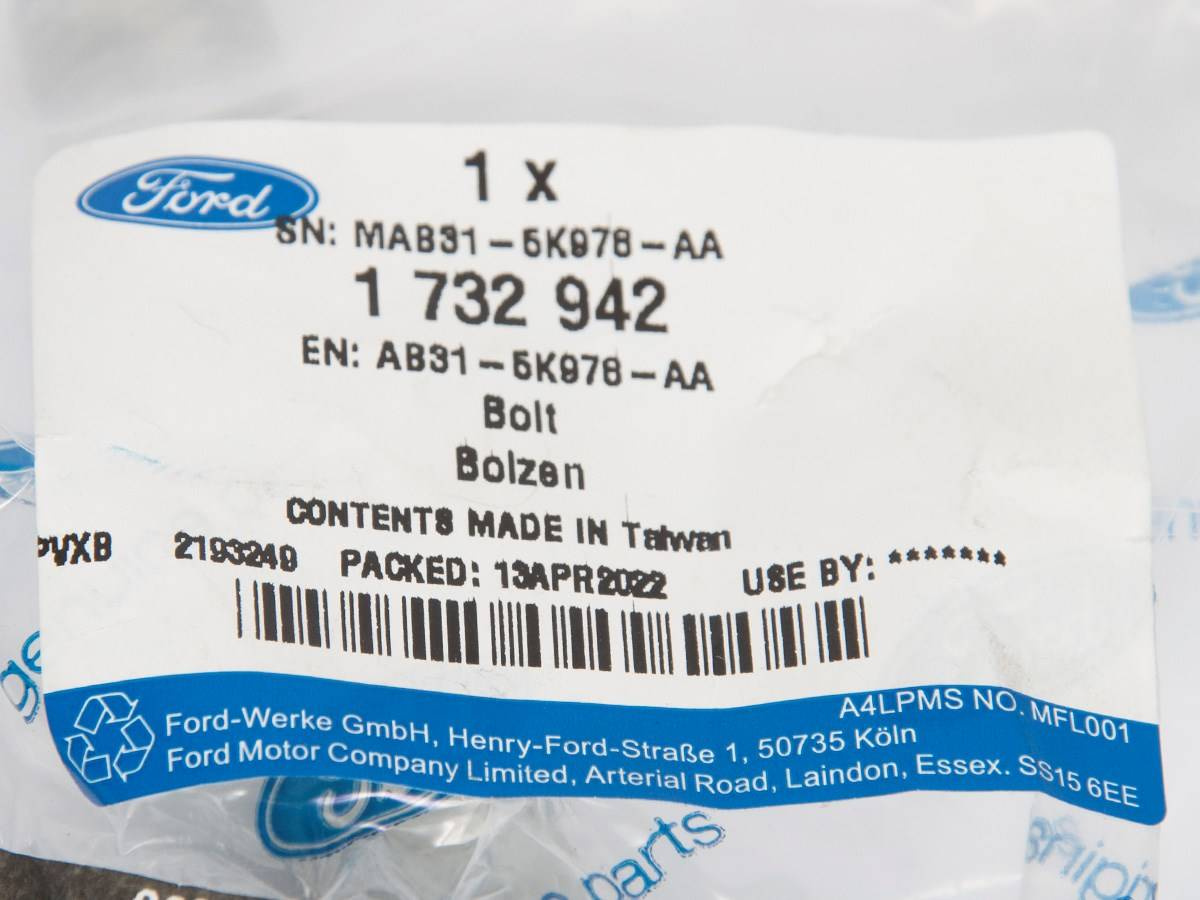 Ford
1 x
SN: MAB31-5K978-AA
1 732 942
EN: AB31-5K978-AA
Bolt
Bolzen
CONTENTS MADE IN Taiwan
PVXB 2193249 PACKED: 13APR2022 USE BY: *******
A4LPMS NO. MFL001
Ford-Werke GmbH, Henry-Ford-Straße 1, 50735 Köln
Ford Motor Company Limited, Arterial Road, Laindon, Essex. SS15 6EE
parts